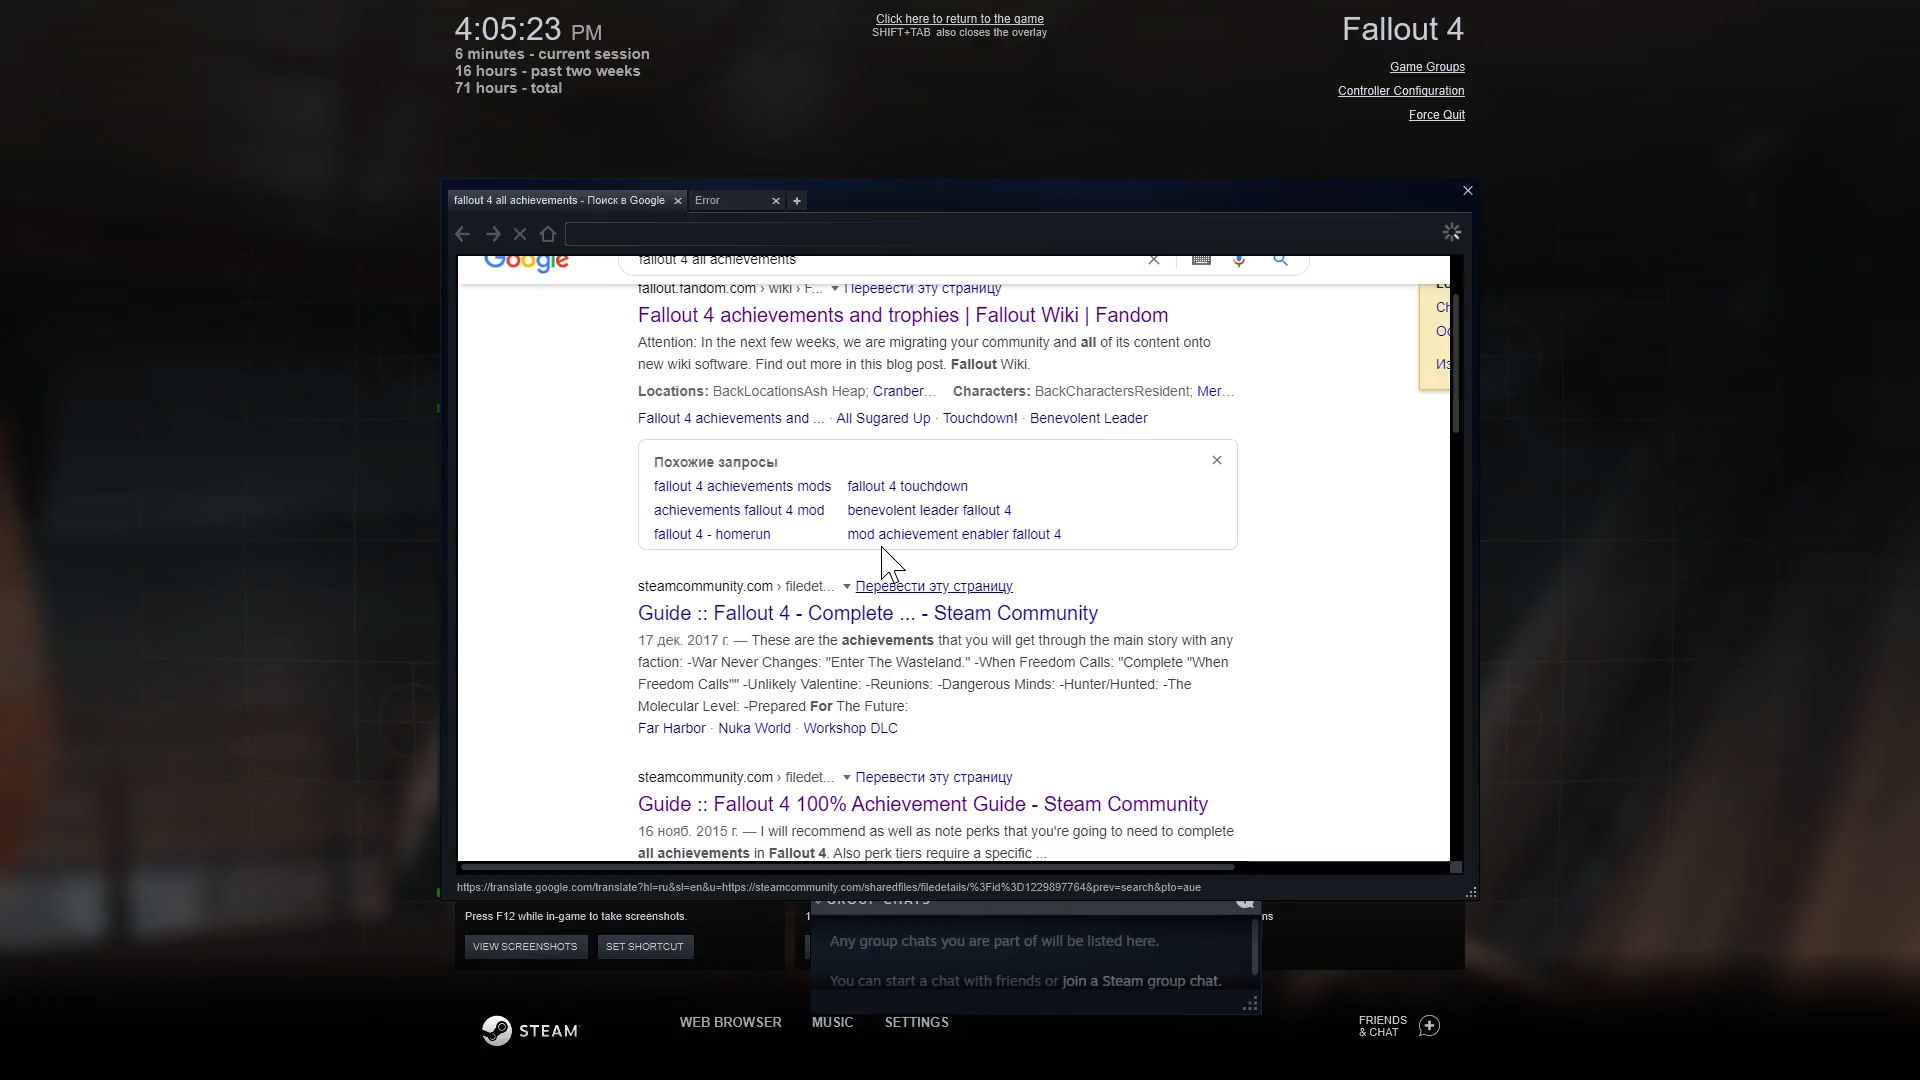 4:05:23 PM
6 minutes - current session
16 hours - past two weeks
71 hours - total
Click here to return to the game
SHIFT+TAB also closes the overlay
Fallout 4
Game Groups
Controller Configuration
Force Quit
fallout 4 all achievements - Поиск в Google
Error
Google
fallout 4 all achievements
fallout.fandom.com › wiki › F... Перевести эту страницу
Fallout 4 achievements and trophies | Fallout Wiki | Fandom
Attention: In the next few weeks, we are migrating your community and all of its content onto
new wiki software. Find out more in this blog post. Fallout Wiki.
Locations: BackLocationsAsh Heap; Cranber... Characters: BackCharactersResident; Mer...
Fallout 4 achievements and ... · All Sugared Up · Touchdown! · Benevolent Leader
Похожие запросы
fallout 4 achievements mods
fallout 4 touchdown
achievements fallout 4 mod
benevolent leader fallout 4
fallout 4 - homerun
mod achievement enabler fallout 4
steamcommunity.com › filedet... Перевести эту страницу
Guide :: Fallout 4 - Complete ... - Steam Community
17 дек. 2017 г. — These are the achievements that you will get through the main story with any
faction: -War Never Changes: "Enter The Wasteland." -When Freedom Calls: "Complete "When
Freedom Calls"" -Unlikely Valentine: -Reunions: -Dangerous Minds: -Hunter/Hunted: -The
Molecular Level: -Prepared For The Future:
Far Harbor · Nuka World · Workshop DLC
steamcommunity.com › filedet... Перевести эту страницу
Guide :: Fallout 4 100% Achievement Guide - Steam Community
16 нояб. 2015 г. — I will recommend as well as note perks that you're going to need to complete
all achievements in Fallout 4. Also perk tiers require a specific ...
Ch
Ос
Из
https://translate.google.com/translate?hl=ru&sl=en&u=https://steamcommunity.com/sharedfiles/filedetails/%3Fid%3D1229897764&prev=search&pto=aue
Press F12 while in-game to take screenshots.
VIEW SCREENSHOTS
SET SHORTCUT
GROUP CHATS
ns
Any group chats you are part of will be listed here.
You can start a chat with friends or join a Steam group chat.
STEAM
WEB BROWSER
MUSIC
SETTINGS
FRIENDS
& CHAT